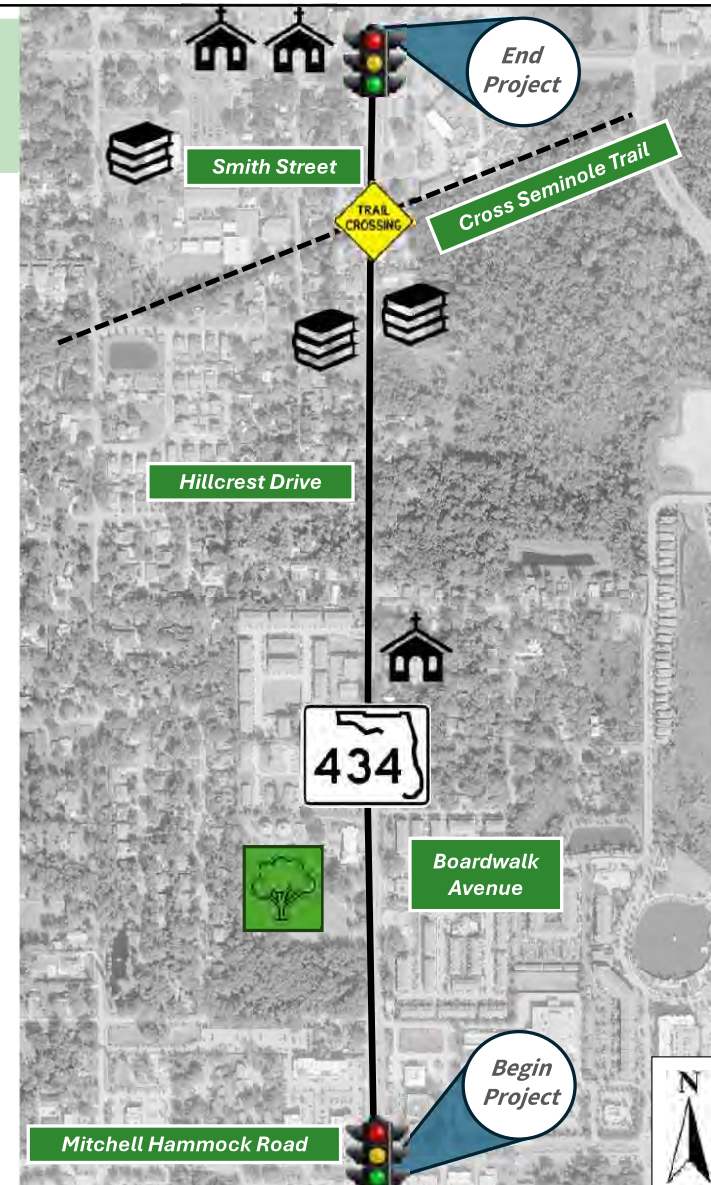 End
Project
Smith Street
Cross Seminole Trail
TRAIL
CROSSING
Hillcrest Drive
434
Boardwalk
Avenue
Begin
Project
Mitchell Hammock Road
N